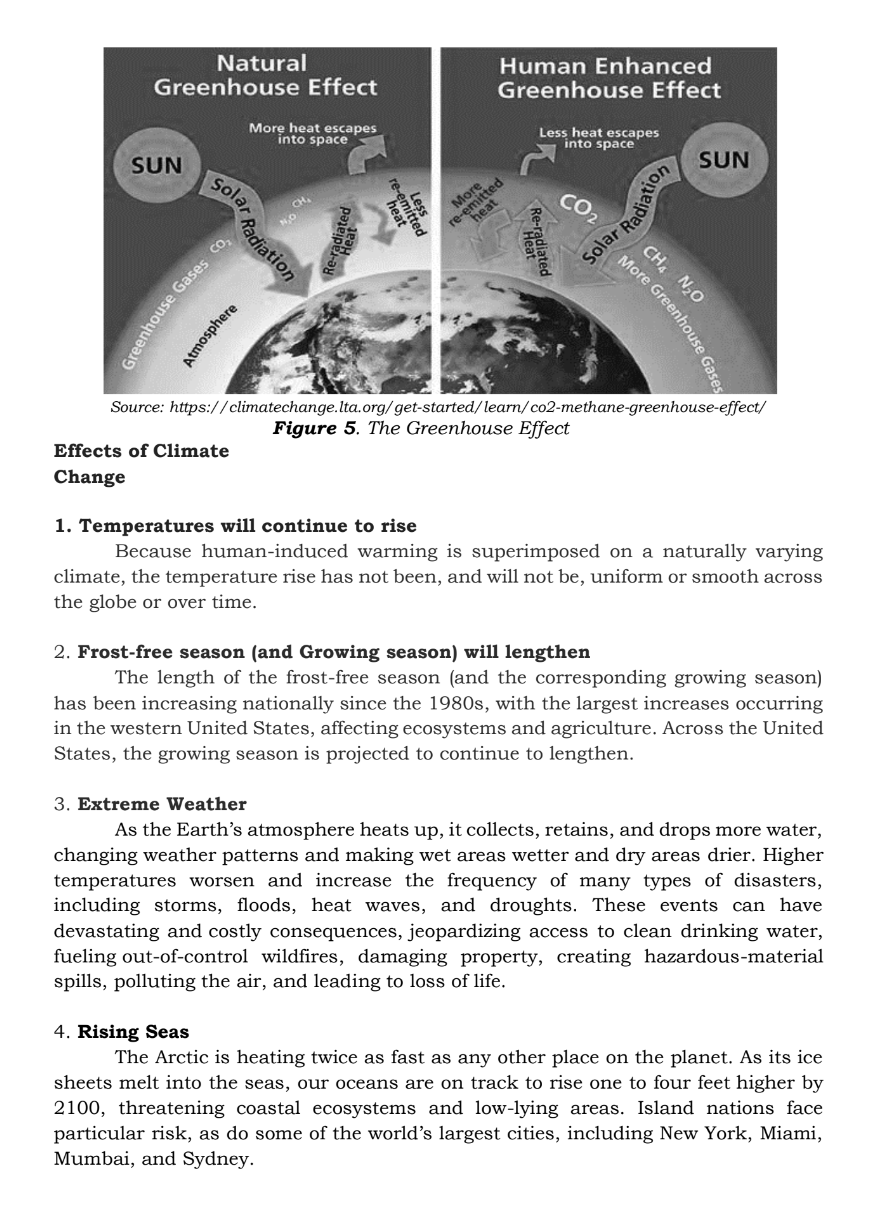 Natural
Greenhouse Effect
More heat escapes
into space
SUN
Solar Radiation
CH4
N2O
CO2
Greenhouse Gases
Atmosphere
Re-radiated
Heat
Less
re-emitted
heat
Human Enhanced
Greenhouse Effect
Less heat escapes
into space
SUN
More
re-emitted
heat
Re-radiated
Heat
CO2
Solar Radiation
CH4
N2O
More Greenhouse Gases
Source: https://climatechange.lta.org/get-started/learn/co2-methane-greenhouse-effect/
Figure 5. The Greenhouse Effect
Effects of Climate
Change
1. Temperatures will continue to rise
Because human-induced warming is superimposed on a naturally varying
climate, the temperature rise has not been, and will not be, uniform or smooth across
the globe or over time.
2. Frost-free season (and Growing season) will lengthen
The length of the frost-free season (and the corresponding growing season)
has been increasing nationally since the 1980s, with the largest increases occurring
in the western United States, affecting ecosystems and agriculture. Across the United
States, the growing season is projected to continue to lengthen.
3. Extreme Weather
As the Earth’s atmosphere heats up, it collects, retains, and drops more water,
changing weather patterns and making wet areas wetter and dry areas drier. Higher
temperatures worsen and increase the frequency of many types of disasters,
including storms, floods, heat waves, and droughts. These events can have
devastating and costly consequences, jeopardizing access to clean drinking water,
fueling out-of-control wildfires, damaging property, creating hazardous-material
spills, polluting the air, and leading to loss of life.
4. Rising Seas
The Arctic is heating twice as fast as any other place on the planet. As its ice
sheets melt into the seas, our oceans are on track to rise one to four feet higher by
2100, threatening coastal ecosystems and low-lying areas. Island nations face
particular risk, as do some of the world’s largest cities, including New York, Miami,
Mumbai, and Sydney.